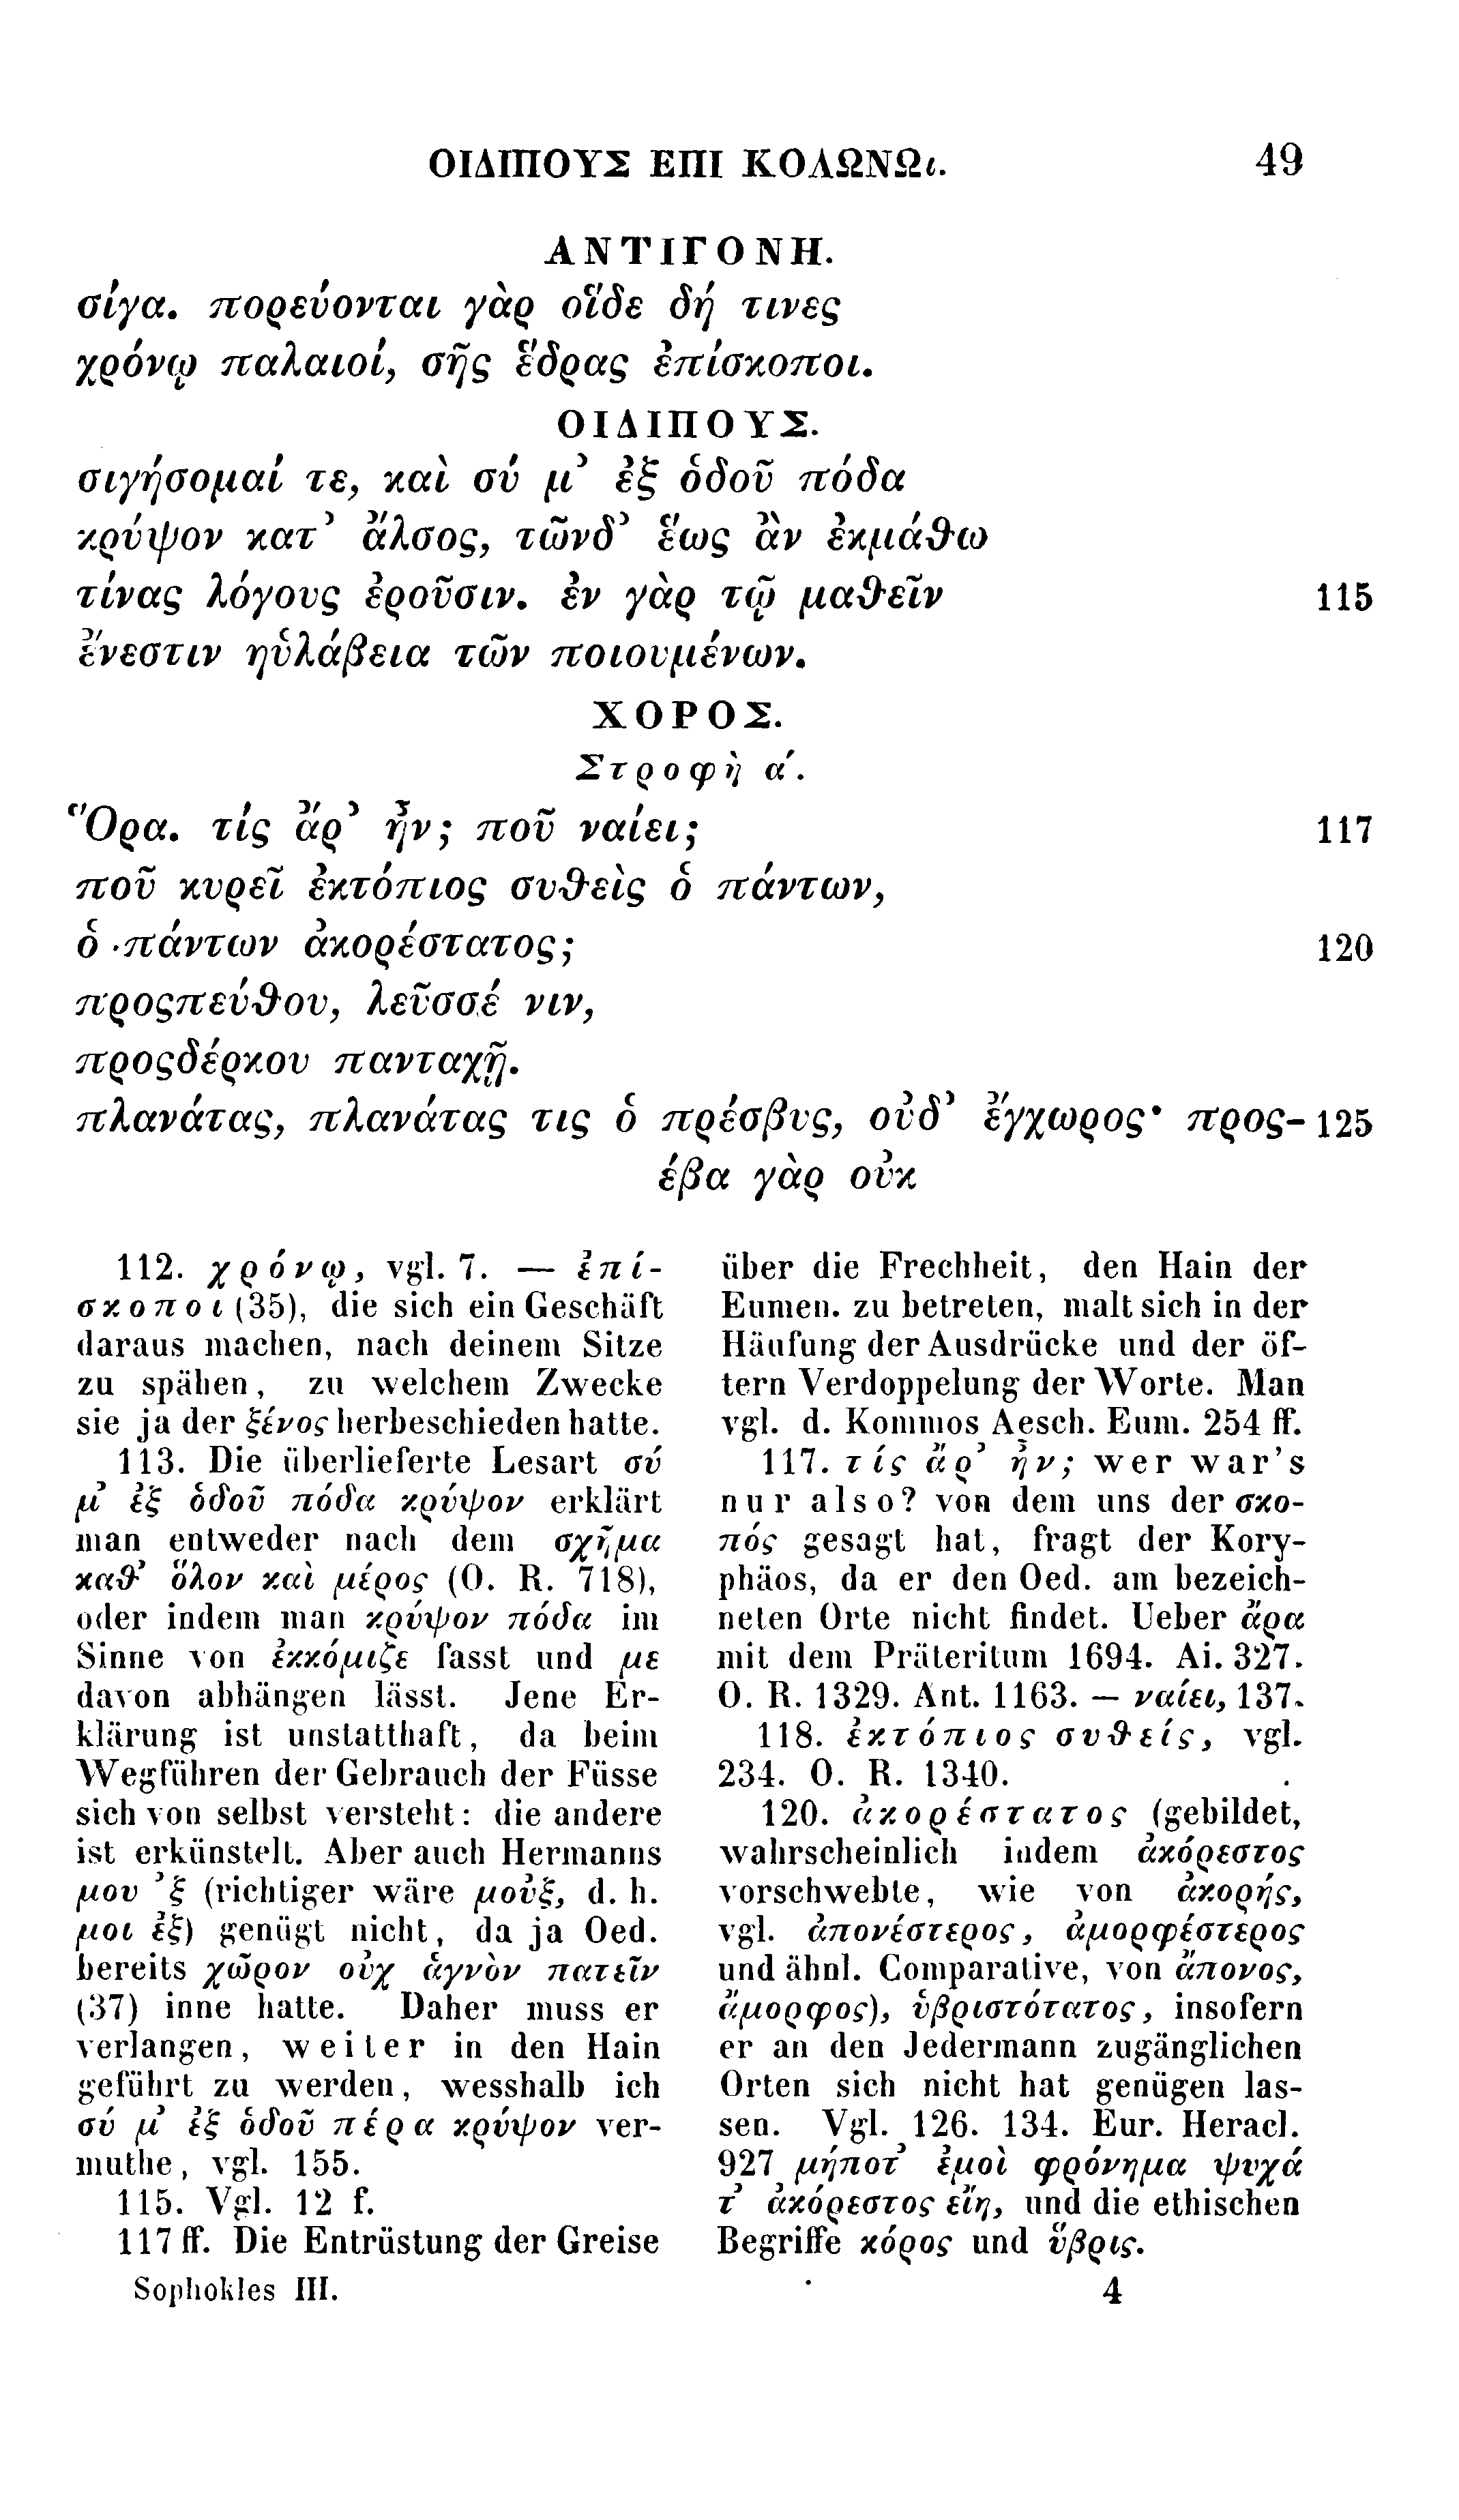 ΟΙΔΙΠΟΥΣ ΕΠΙ ΚΟΛΩΝΩι. 49
ΑΝΤΙΓΟΝΗ.
σίγα. πορεύονται γὰρ οἵδε δή τινες
χρόνῳ παλαιοί, σῆς ἕδρας ἐπίσκοποι.
ΟΙΔΙΠΟΥΣ.
σιγήσομαί τε, καὶ σύ μ᾽ ἐξ ὁδοῦ πόδα
κρύψον κατ᾽ ἄλσος, τῶνδ᾽ ἕως ἂν ἐκμάϑω
τίνας λόγους ἐροῦσιν. ἐν γὰρ τῷ μαϑεῖν 115
ἔνεστιν ηὑλάβεια τῶν ποιουμένων.
ΧΟΡΟΣ.
Στροφὴ α΄.
Ὅρα. τίς ἄρ᾽ ἦν; ποῦ ναίει; 117
ποῦ κυρεῖ ἐκτόπιος συϑεὶς ὁ πάντων,
ὁ πάντων ἀκορέστατος; 120
προςπεύϑου, λεῦσσέ νιν,
προςδέρκου πανταχῇ.
πλανάτας, πλανάτας τις ὁ πρέσβυς, οὐδ᾽ ἔγχωρος· προς- 125
έβα γὰρ οὐκ
112. χρόνῳ, vgl. 7. — ἐπί-
σκοποι (35), die sich ein Geschäft
daraus machen, nach deinem Sitze
zu spähen, zu welchem Zwecke
sie ja der ξένος herbeschieden hatte.
113. Die überlieferte Lesart σύ
μ᾽ ἐξ ὁδοῦ πόδα κρύψον erklärt
man entweder nach dem σχῆμα
καϑ᾽ ὅλον καὶ μέρος (O. R. 718),
oder indem man κρύψον πόδα im
Sinne von ἐκκόμιζε fasst und με
davon abhängen lässt. Jene Er-
klärung ist unstatthaft, da beim
Wegführen der Gebrauch der Füsse
sich von selbst versteht: die andere
ist erkünstelt. Aber auch Hermanns
μου ᾽ξ (richtiger wäre μοὐξ, d. h.
μοι ἐξ) genügt nicht, da ja Oed.
bereits χῶρον οὐχ ἁγνὸν πατεῖν
(37) inne hatte. Daher muss er
verlangen, weiter in den Hain
geführt zu werden, wesshalb ich
σύ μ᾽ ἐξ ὁδοῦ πέρα κρύψον ver-
muthe, vgl. 155.
115. Vgl. 12 f.
117 ff. Die Entrüstung der Greise
über die Frechheit, den Hain der
Eumen. zu betreten, malt sich in der
Häufung der Ausdrücke und der öf-
tern Verdoppelung der Worte. Man
vgl. d. Kommos Aesch. Eum. 254 ff.
117. τίς ἄρ᾽ ἦν; wer war's
nur also? von dem uns der σκο-
πός gesagt hat, fragt der Kory-
phäos, da er den Oed. am bezeich-
neten Orte nicht findet. Ueber ἄρα
mit dem Präteritum 1694. Ai. 327.
O. R. 1329. Ant. 1163. — ναίει, 137.
118. ἐκτόπιος συϑείς, vgl.
234. O. R. 1340.
120. ἀκορέστατος (gebildet,
wahrscheinlich indem ἀκόρεστος
vorschwebte, wie von ἀκορής,
vgl. ἀπονέστερος, ἀμορφέστερος
und ähnl. Comparative, von ἄπονος,
ἄμορφος), ὑβριστότατος, insofern
er an den Jedermann zugänglichen
Orten sich nicht hat genügen las-
sen. Vgl. 126. 134. Eur. Heracl.
927 μήποτ᾽ ἐμοὶ φρόνημα ψυχά
τ᾽ ἀκόρεστος εἴη, und die ethischen
Begriffe κόρος und ὕβρις.
Sophokles III. 4